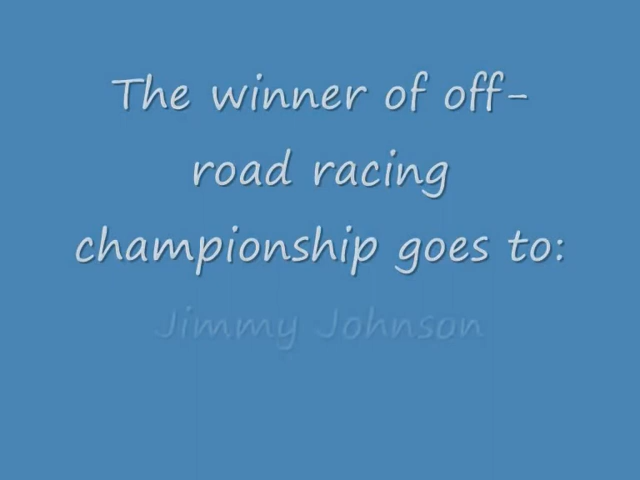 The winner of off-
road racing
championship goes to:
Jimmy Johnson